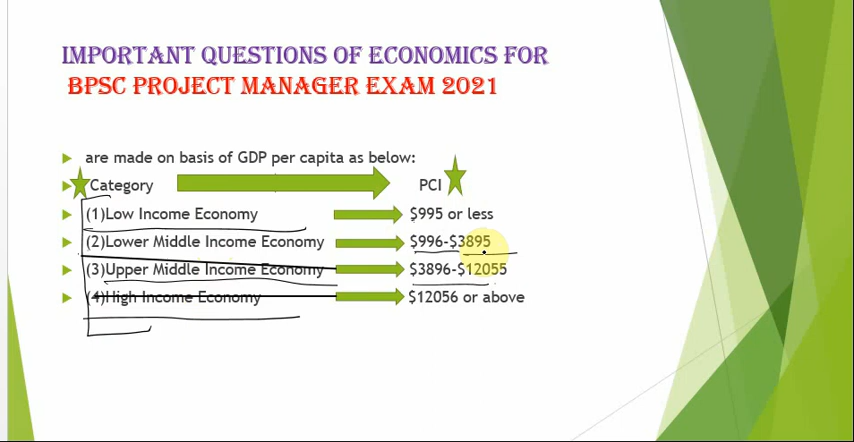 IMPORTANT QUESTIONS OF ECONOMICS FOR
BPSC PROJECT MANAGER EXAM 2021
are made on basis of GDP per capita as below:
Category PCI
(1)Low Income Economy $995 or less
(2)Lower Middle Income Economy $996-$3895
(3)Upper Middle Income Economy $3896-$12055
(4)High Income Economy $12056 or above